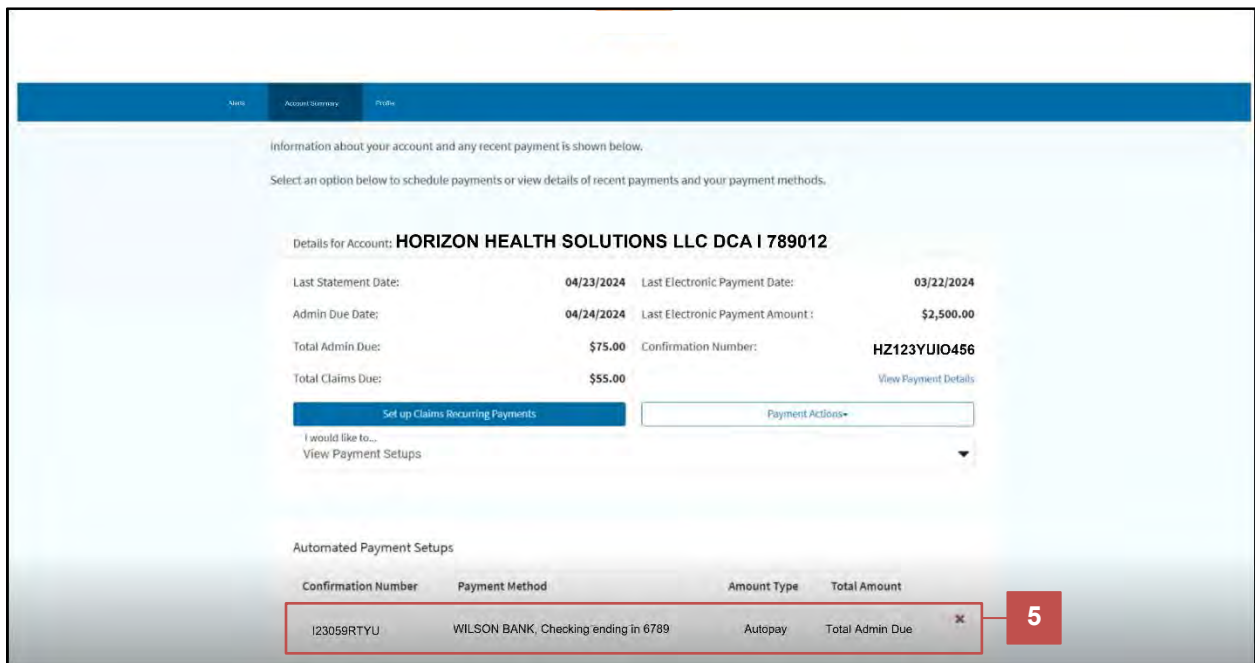 Alerts Account Summary Profile
Information about your account and any recent payment is shown below.
Select an option below to schedule payments or view details of recent payments and your payment methods.
Details for Account: HORIZON HEALTH SOLUTIONS LLC DCA I 789012
Last Statement Date: 04/23/2024 Last Electronic Payment Date: 03/22/2024
Admin Due Date: 04/24/2024 Last Electronic Payment Amount : $2,500.00
Total Admin Due: $75.00 Confirmation Number: HZ123YUIO456
Total Claims Due: $55.00 View Payment Details
Set up Claims Recurring Payments Payment Actions
I would like to...
View Payment Setups
Automated Payment Setups
Confirmation Number Payment Method Amount Type Total Amount
I23059RTYU WILSON BANK, Checking ending in 6789 Autopay Total Admin Due
5